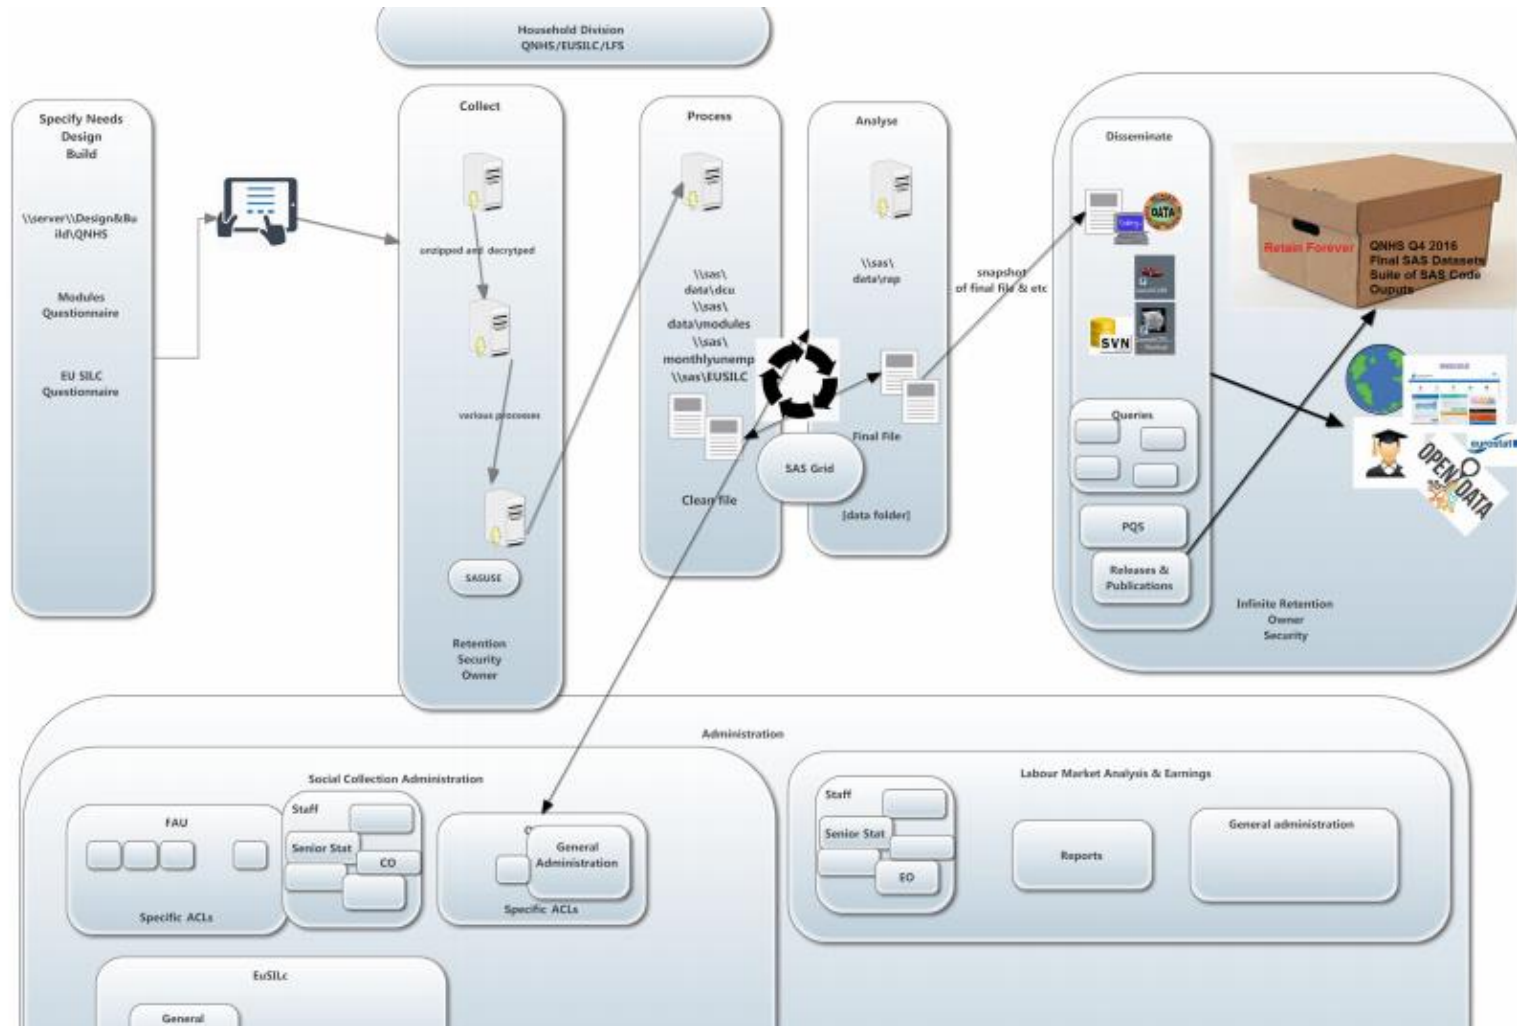 Household Division
QNHS/EUSILC/LFS
Specify Needs
Design
Build
\\server\\Design&Bu
ild\QNHS
Modules
Questionnaire
EU SILC
Questionnaire
Collect
unzipped and decrytped
various processes
SASUSE
Retention
Security
Owner
Process
\\sas\
data\dcu
\\sas\
data\modules
\\sas\
monthlyunemp
\\sas\EUSILC
Clean file
Analyse
\\sas\
data\rap
Final File
[data folder]
SAS Grid
snapshot
of final file & etc
Disseminate
DATA
SVN
Queries
PQS
Releases &
Publications
Retain Forever
QNHS Q4 2016
Final SAS Datasets
Suite of SAS Code
Ouputs
eurostat
OPEN DATA
Infinite Retention
Owner
Security
Administration
Social Collection Administration
FAU
Specific ACLs
Staff
Senior Stat
CO
General
Administration
Specific ACLs
EuSILc
General
Labour Market Analysis & Earnings
Staff
Senior Stat
EO
Reports
General administration